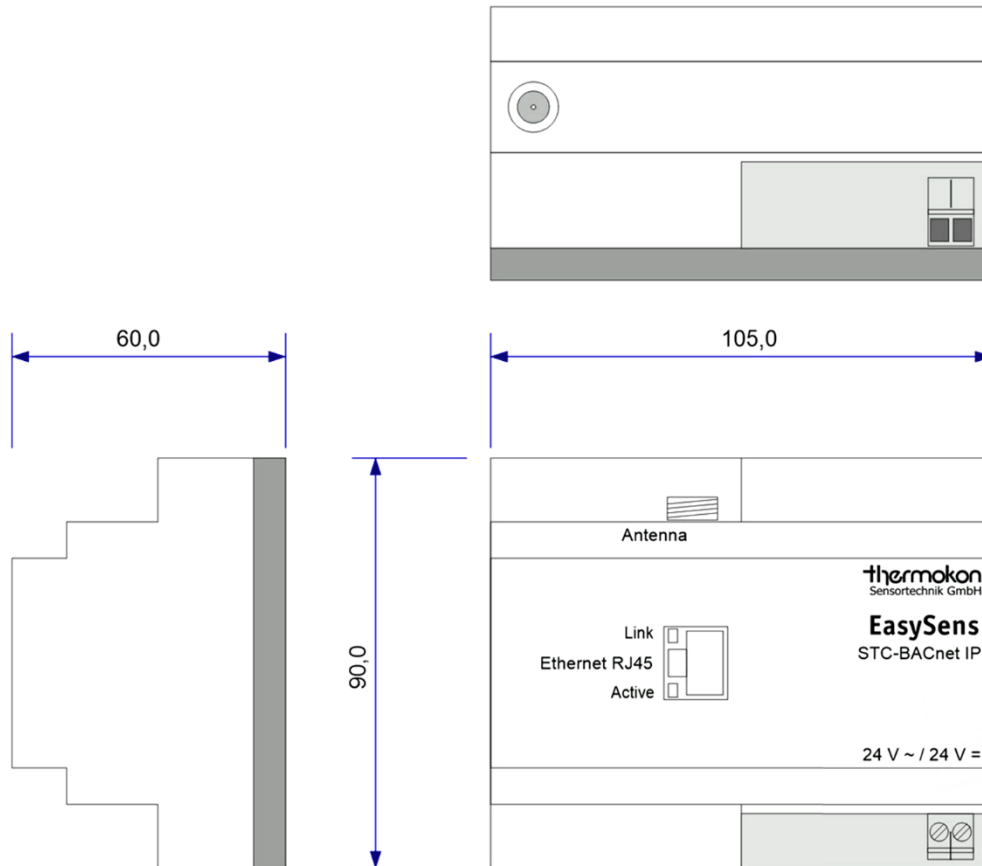 60,0
105,0
Antenna
thermokon
Sensortechnik GmbH
Link
EasySens
Ethernet RJ45
STC-BACnet IP
90,0
Active
24 V ~ / 24 V =